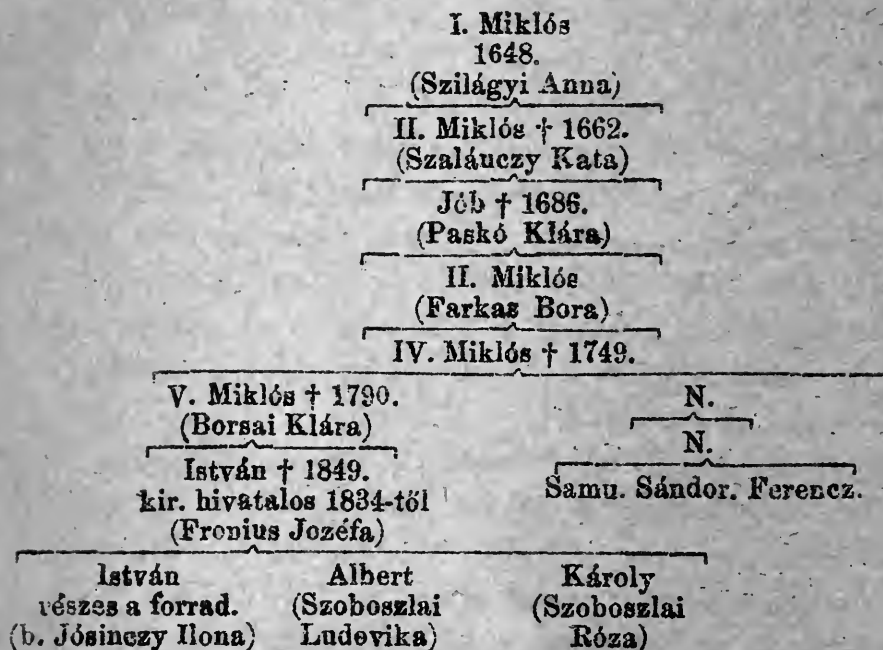 I. Miklós
1648.
(Szilágyi Anna)
II. Miklós † 1662.
(Szaláuczy Kata)
Jób † 1686.
(Paskó Klára)
II. Miklós
(Farkas Bora)
IV. Miklós † 1749.
V. Miklós † 1790.
(Borsai Klára)
István † 1849.
kir. hivatalos 1834-től
(Fronius Jozéfa)
N.
N.
Samu. Sándor. Ferencz.
István
részes a forrad.
(b. Jósinczy Ilona)
Albert
(Szoboszlai
Ludovika)
Károly
(Szoboszlai
Róza)